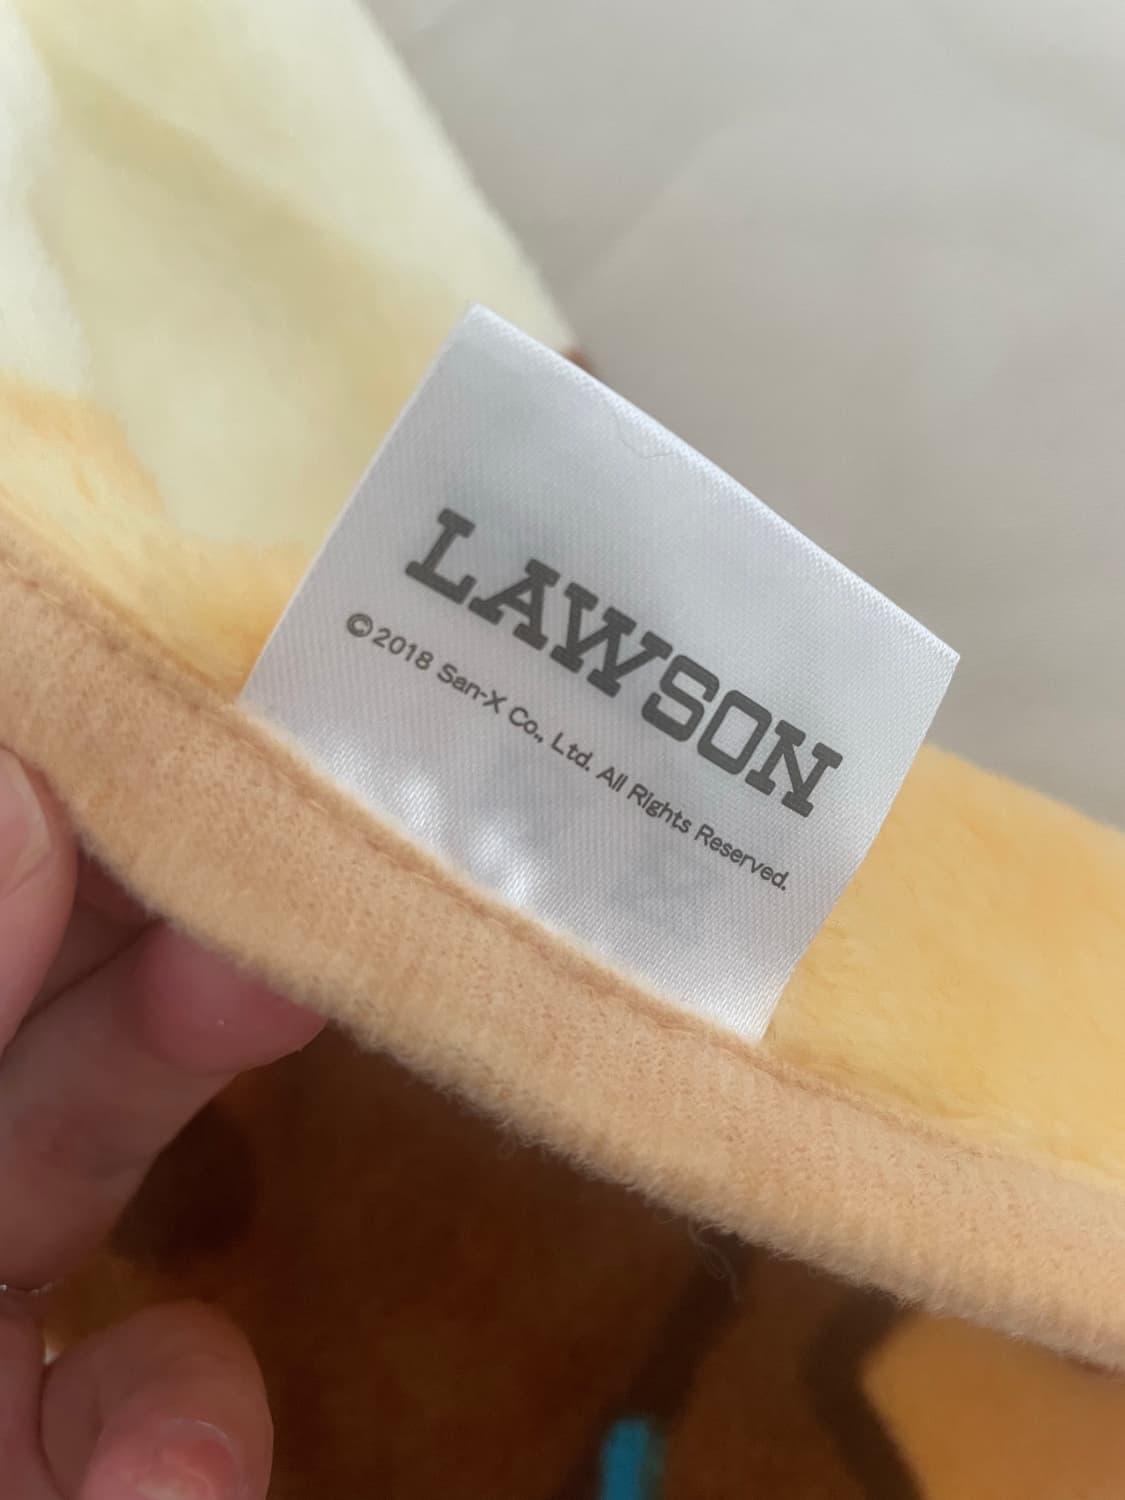 LAWSON
©2018 San-X Co., Ltd. All Rights Reserved.